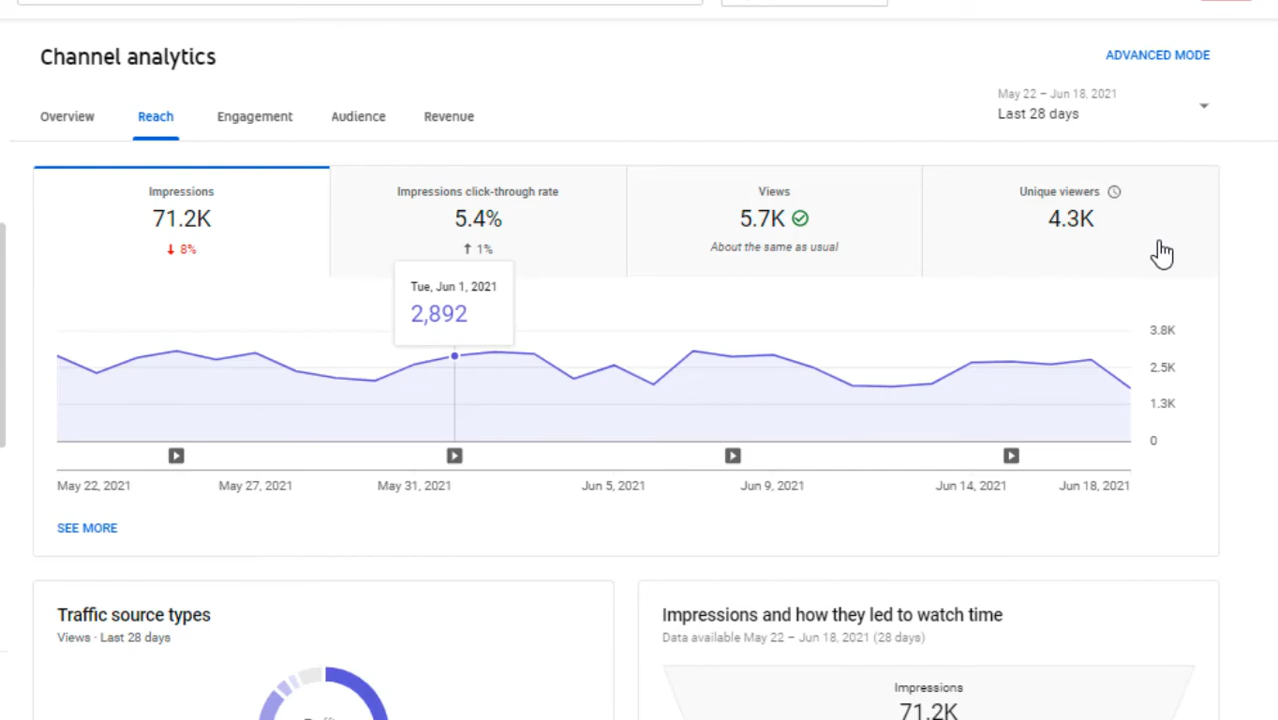 Channel analytics
ADVANCED MODE
May 22 – Jun 18, 2021
Last 28 days
Overview
Reach
Engagement
Audience
Revenue
Impressions
71.2K
8%
Impressions click-through rate
5.4%
1%
Views
5.7K
About the same as usual
Unique viewers
4.3K
Tue, Jun 1, 2021
2,892
3.8K
2.5K
1.3K
0
May 22, 2021
May 27, 2021
May 31, 2021
Jun 5, 2021
Jun 9, 2021
Jun 14, 2021
Jun 18, 2021
SEE MORE
Traffic source types
Views · Last 28 days
Impressions and how they led to watch time
Data available May 22 – Jun 18, 2021 (28 days)
Impressions
71.2K